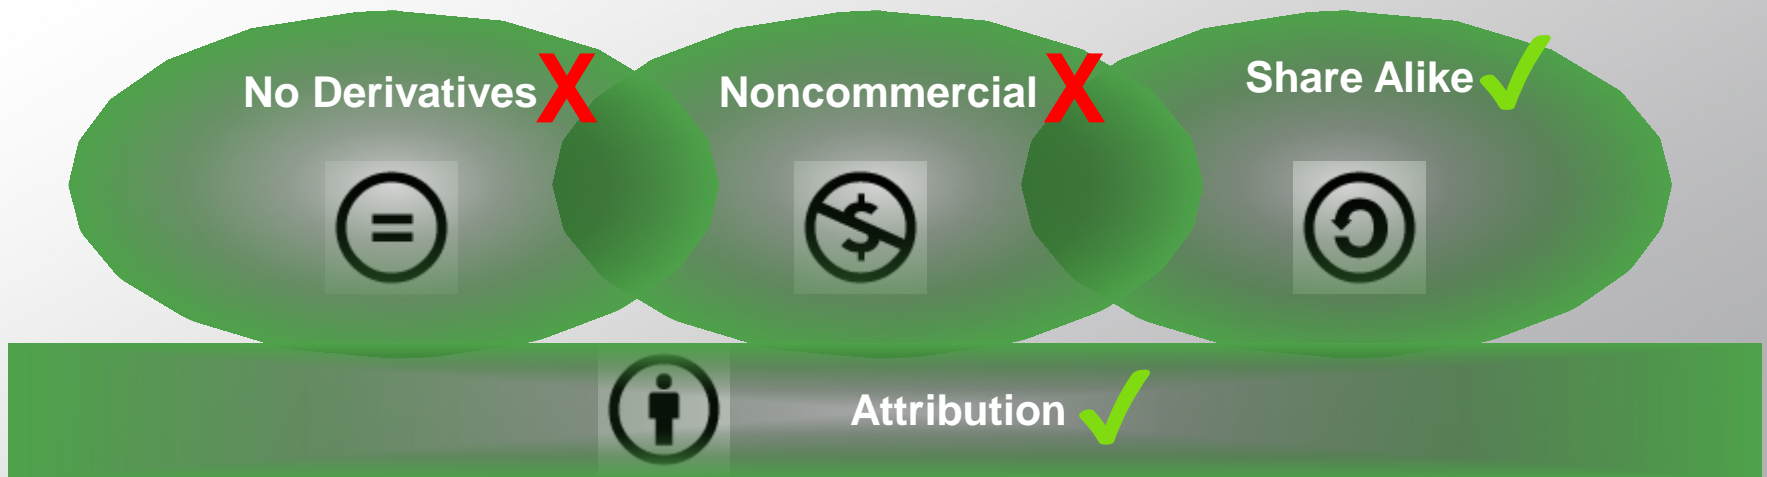 No Derivatives X
Noncommercial X
Share Alike ✓
=
$
Attribution ✓